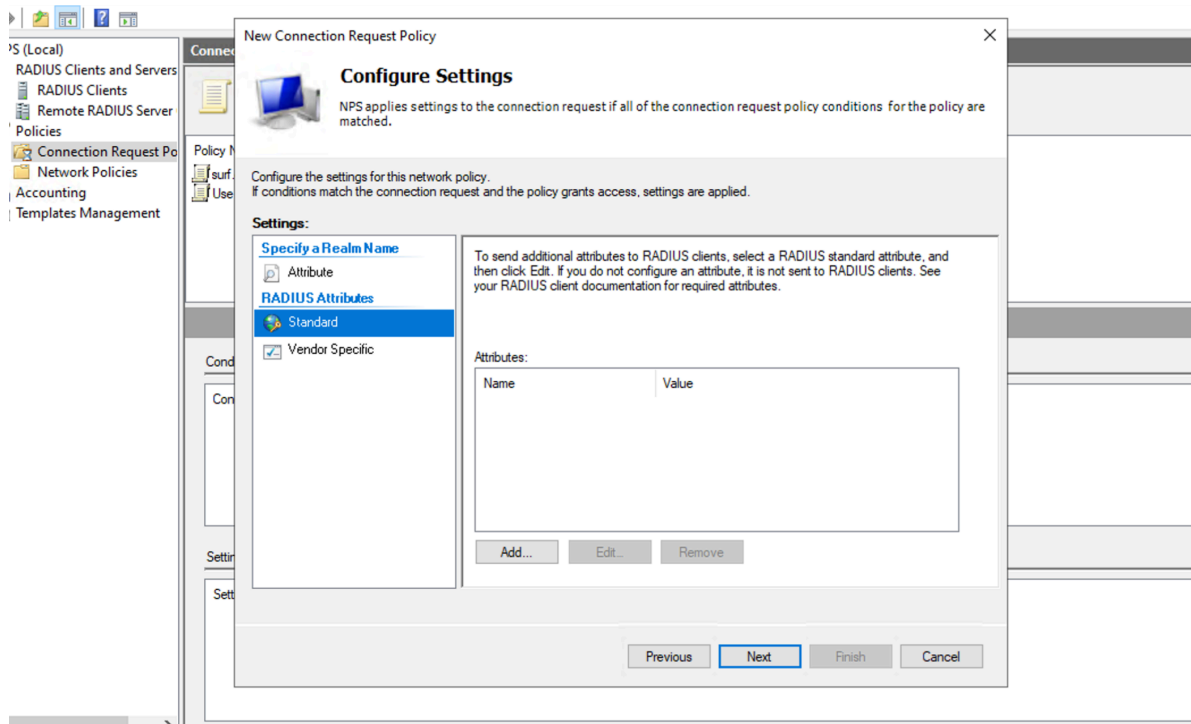 New Connection Request Policy
PS (Local)
RADIUS Clients and Servers
RADIUS Clients
Remote RADIUS Server
Policies
Connection Request Po
Network Policies
Accounting
Templates Management
Connec
Policy N
surf.
Use
Cond
Con
Settin
Sett
Configure Settings
NPS applies settings to the connection request if all of the connection request policy conditions for the policy are
matched.
Configure the settings for this network policy.
If conditions match the connection request and the policy grants access, settings are applied.
Settings:
Specify a Realm Name
Attribute
RADIUS Attributes
Standard
Vendor Specific
To send additional attributes to RADIUS clients, select a RADIUS standard attribute, and
then click Edit. If you do not configure an attribute, it is not sent to RADIUS clients. See
your RADIUS client documentation for required attributes.
Attributes:
Name Value
Add... Edit... Remove
Previous Next Finish Cancel